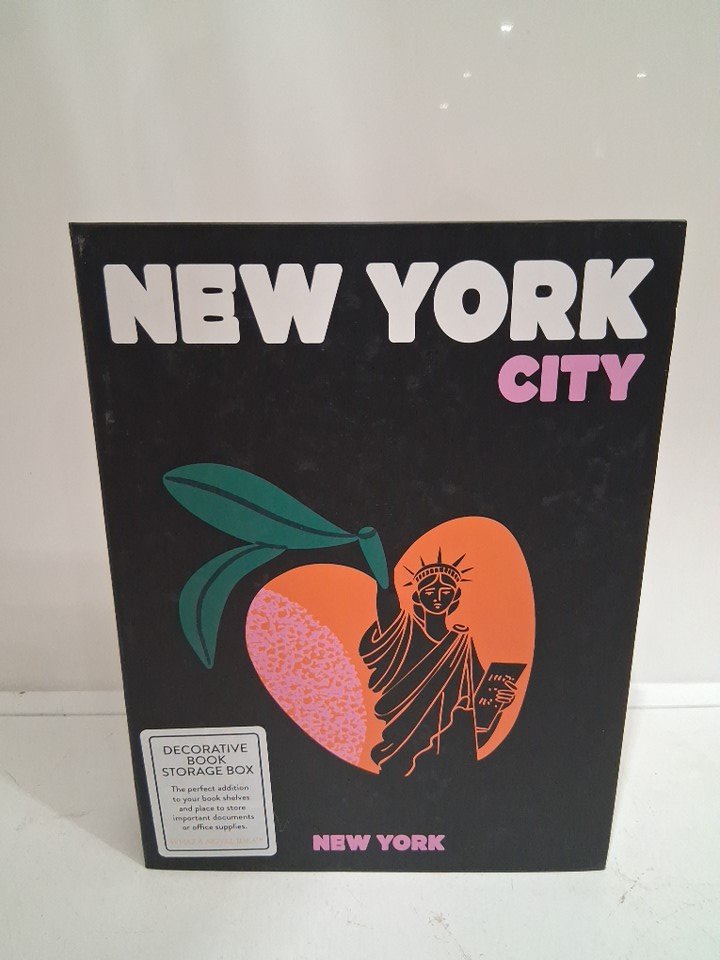 NEW YORK
CITY
DECORATIVE
BOOK
STORAGE BOX
The perfect addition
to your book shelves
and place to store
important documents
or office supplies.
NEW YORK